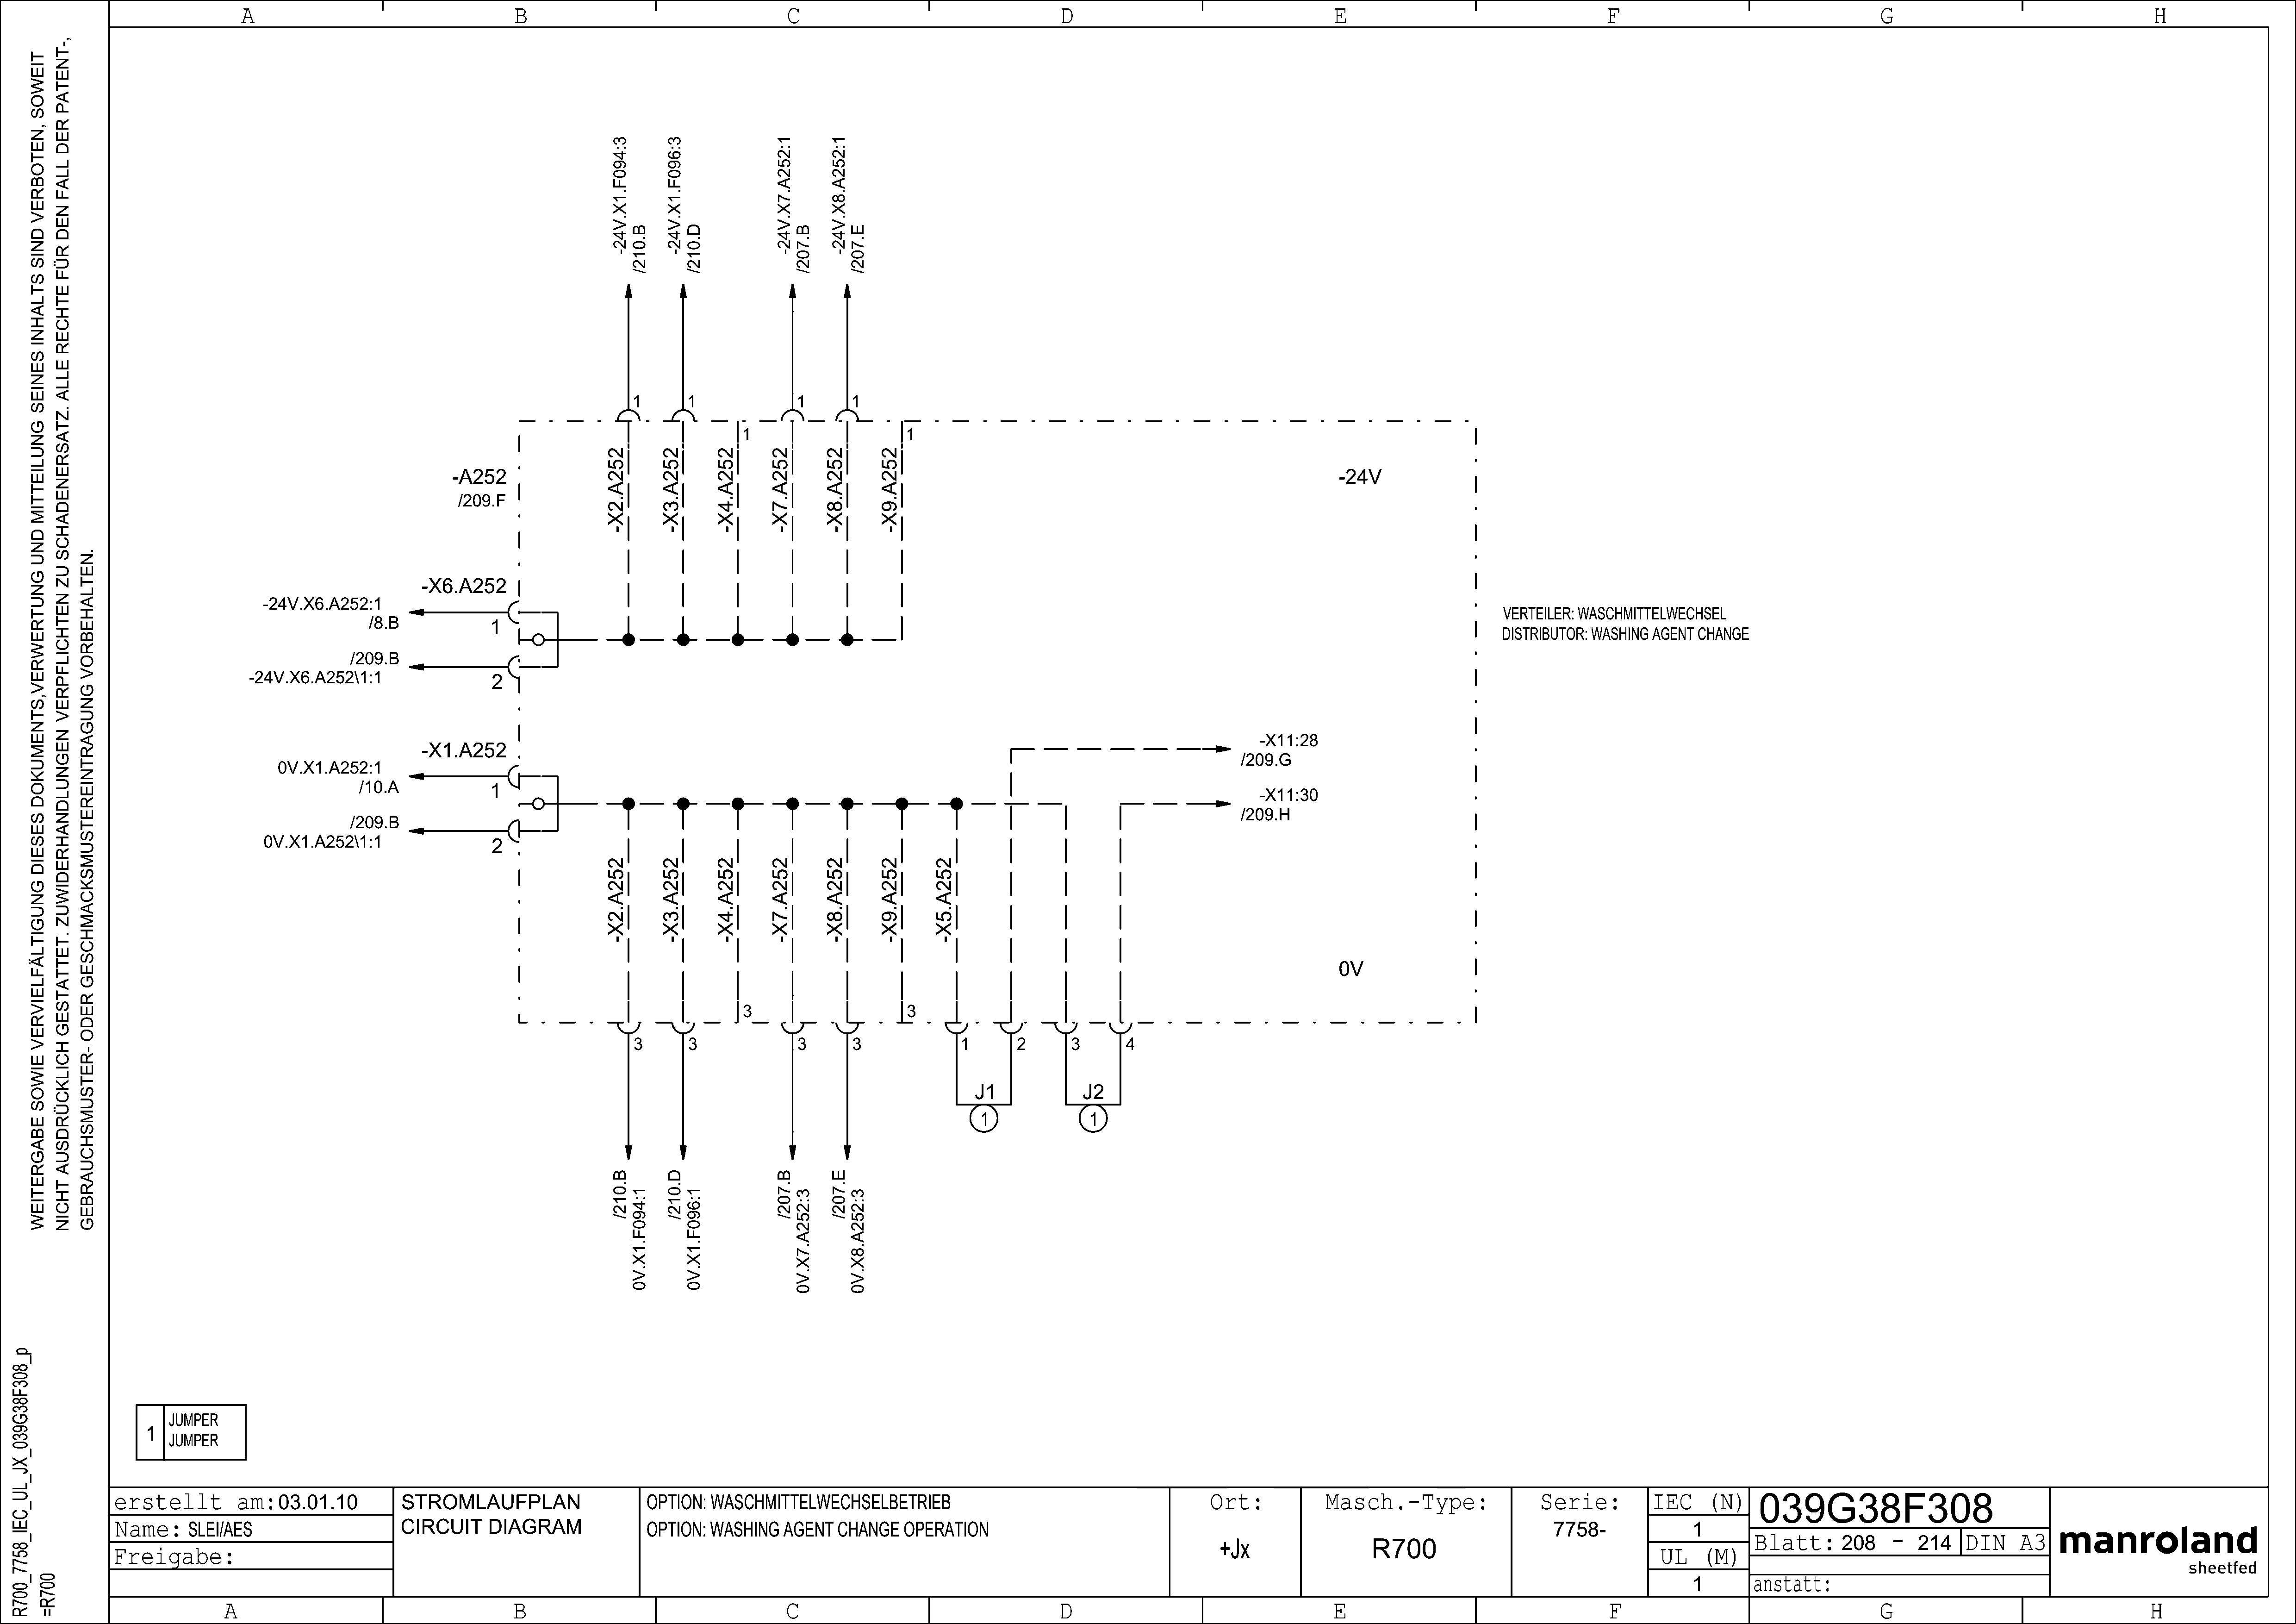 A B C D E F G H
WEITERGABE SOWIE VERVIELFÄLTIGUNG DIESES DOKUMENTS,VERWERTUNG UND MITTEILUNG SEINES INHALTS SIND VERBOTEN, SOWEIT
NICHT AUSDRÜCKLICH GESTATTET. ZUWIDERHANDLUNGEN VERPFLICHTEN ZU SCHADENERSATZ. ALLE RECHTE FÜR DEN FALL DER PATENT-,
GEBRAUCHSMUSTER- ODER GESCHMACKSMUSTEREINTRAGUNG VORBEHALTEN.
-24V.X1.F094:3
/210.B
-24V.X1.F096:3
/210.D
-24V.X7.A252:1
/207.B
-24V.X8.A252:1
/207.E
1 1 1 1
1 1
-A252
/209.F
-X2.A252
-X3.A252
-X4.A252
-X7.A252
-X8.A252
-X9.A252
-24V
-X6.A252
-24V.X6.A252:1
/8.B
1
/209.B
-24V.X6.A252\1:1
2
VERTEILER: WASCHMITTELWECHSEL
DISTRIBUTOR: WASHING AGENT CHANGE
-X1.A252
0V.X1.A252:1
/10.A
1
/209.B
0V.X1.A252\1:1
2
-X11:28
/209.G
-X11:30
/209.H
-X2.A252
-X3.A252
-X4.A252
-X7.A252
-X8.A252
-X9.A252
-X5.A252
0V
3 3
3 3 3 3 1 2 3 4
J1 J2
1 1
/210.B
0V.X1.F094:1
/210.D
0V.X1.F096:1
/207.B
0V.X7.A252:3
/207.E
0V.X8.A252:3
R700_7758_IEC_UL_JX_039G38F308_p
=R700
1 JUMPER
JUMPER
erstellt am: 03.01.10
Name: SLEI/AES
Freigabe:
STROMLAUFPLAN
CIRCUIT DIAGRAM
OPTION: WASCHMITTELWECHSELBETRIEB
OPTION: WASHING AGENT CHANGE OPERATION
Ort:
+Jx
Masch.-Type:
R700
Serie:
7758-
IEC (N)
1
UL (M)
1
039G38F308
Blatt: 208 - 214 DIN A3
anstatt:
manroland
sheetfed
A B C D E F G H